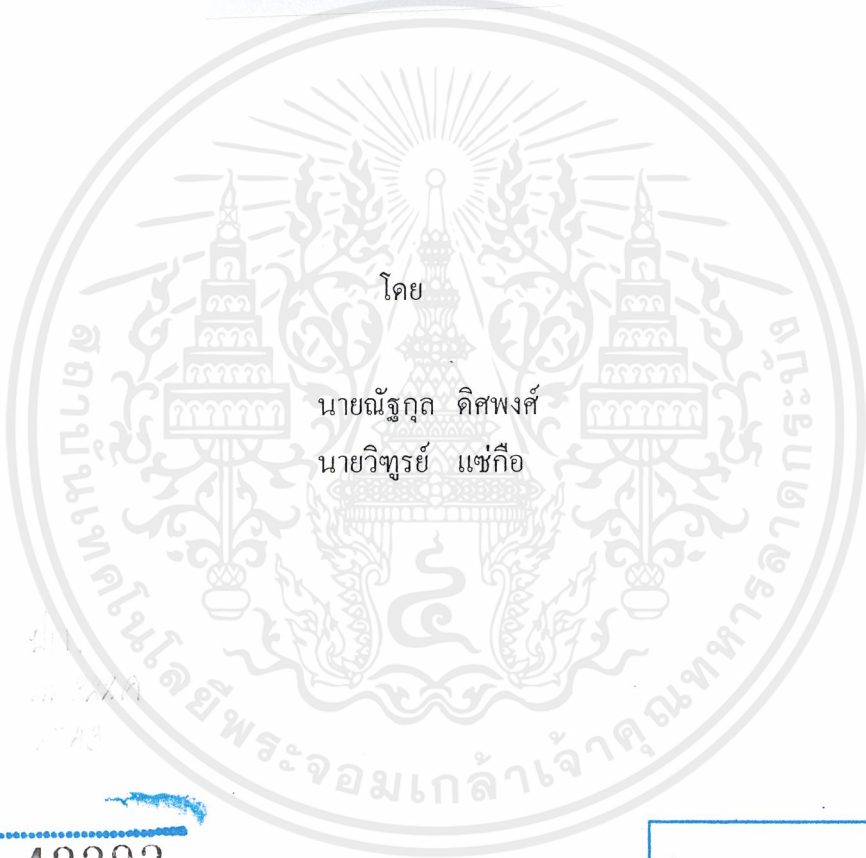 โดย
นายณัฐกุล ดิศพงศ์
นายวิฑูรย์ แซ่กือ
สถาบันเทคโนโลยีพระจอมเกล้าเจ้าคุณทหารลาดกระบัง